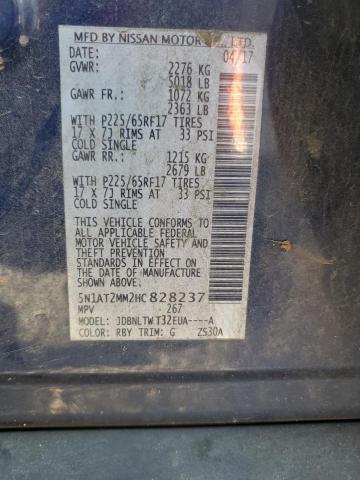 MFD BY NISSAN MOTOR CO., LTD.
DATE: 04/17
GVWR: 2276 KG
5018 LB
GAWR FR.: 1072 KG
2363 LB
WITH P225/65RF17 TIRES
17 X 7J RIMS AT 33 PSI
COLD SINGLE
GAWR RR.: 1215 KG
2679 LB
WITH P225/65RF17 TIRES
17 X 7J RIMS AT 33 PSI
COLD SINGLE
THIS VEHICLE CONFORMS TO
ALL APPLICABLE FEDERAL
MOTOR VEHICLE SAFETY AND
THEFT PREVENTION
STANDARDS IN EFFECT ON
THE DATE OF MANUFACTURE
SHOWN ABOVE.
5N1AT2MM2HC828237
MPV 267
MODEL: JDBNLTWT32EUA----A
COLOR: RBY TRIM: G ZS30A